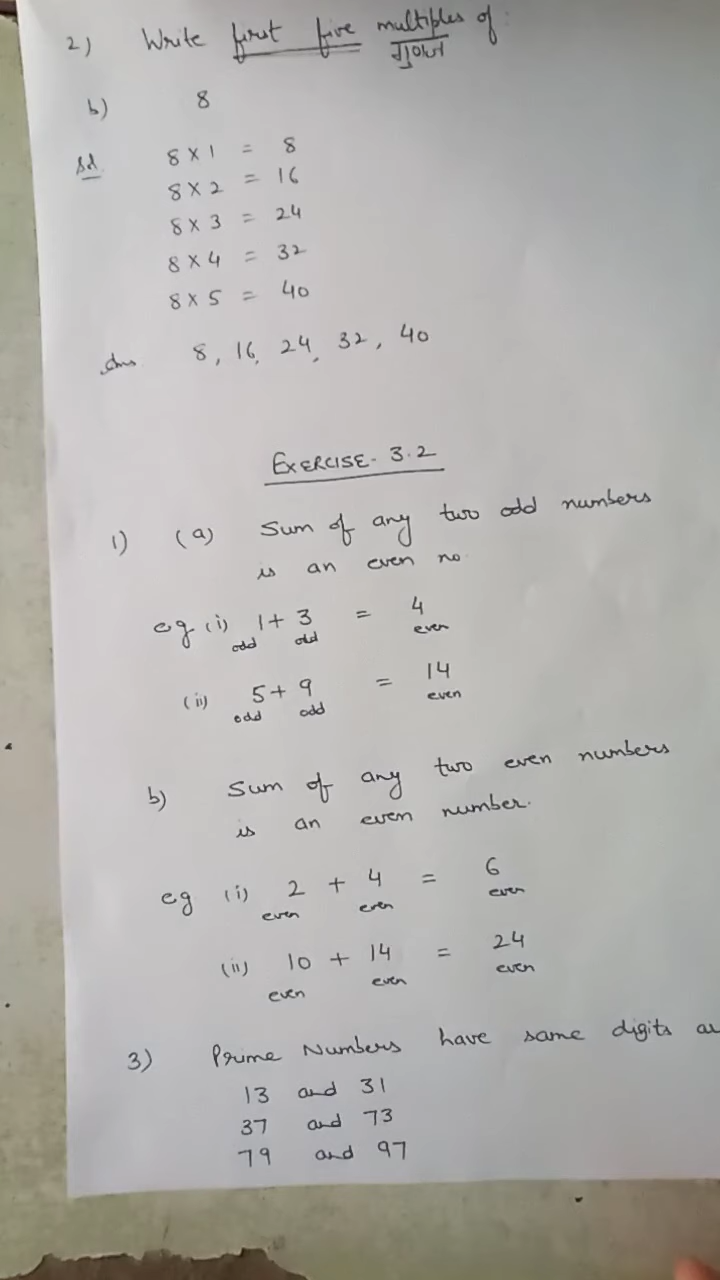 2) Write first five multiples of :
गुणज
b) 8
Sol. 8 × 1 = 8
8 × 2 = 16
8 × 3 = 24
8 × 4 = 32
8 × 5 = 40
Ans 8, 16, 24, 32, 40
EXERCISE - 3.2
1) (a) Sum of any two odd numbers
is an even no.
eg (i) 1 + 3 = 4
odd odd even
(ii) 5 + 9 = 14
odd odd even
b) Sum of any two even numbers
is an even number.
eg (i) 2 + 4 = 6
even even even
(ii) 10 + 14 = 24
even even even
3) Prime Numbers have same digits
13 and 31
37 and 73
79 and 97